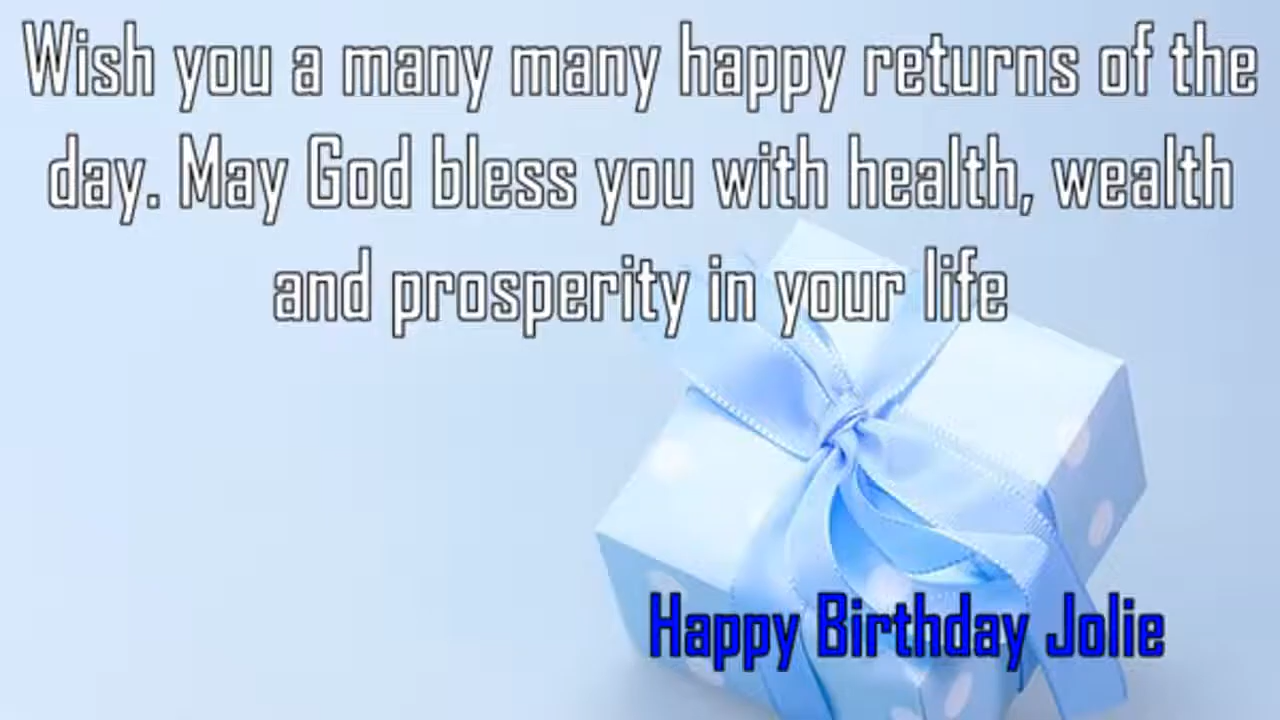 Wish you a many many happy returns of the
day. May God bless you with health, wealth
and prosperity in your life
Happy Birthday Jolie